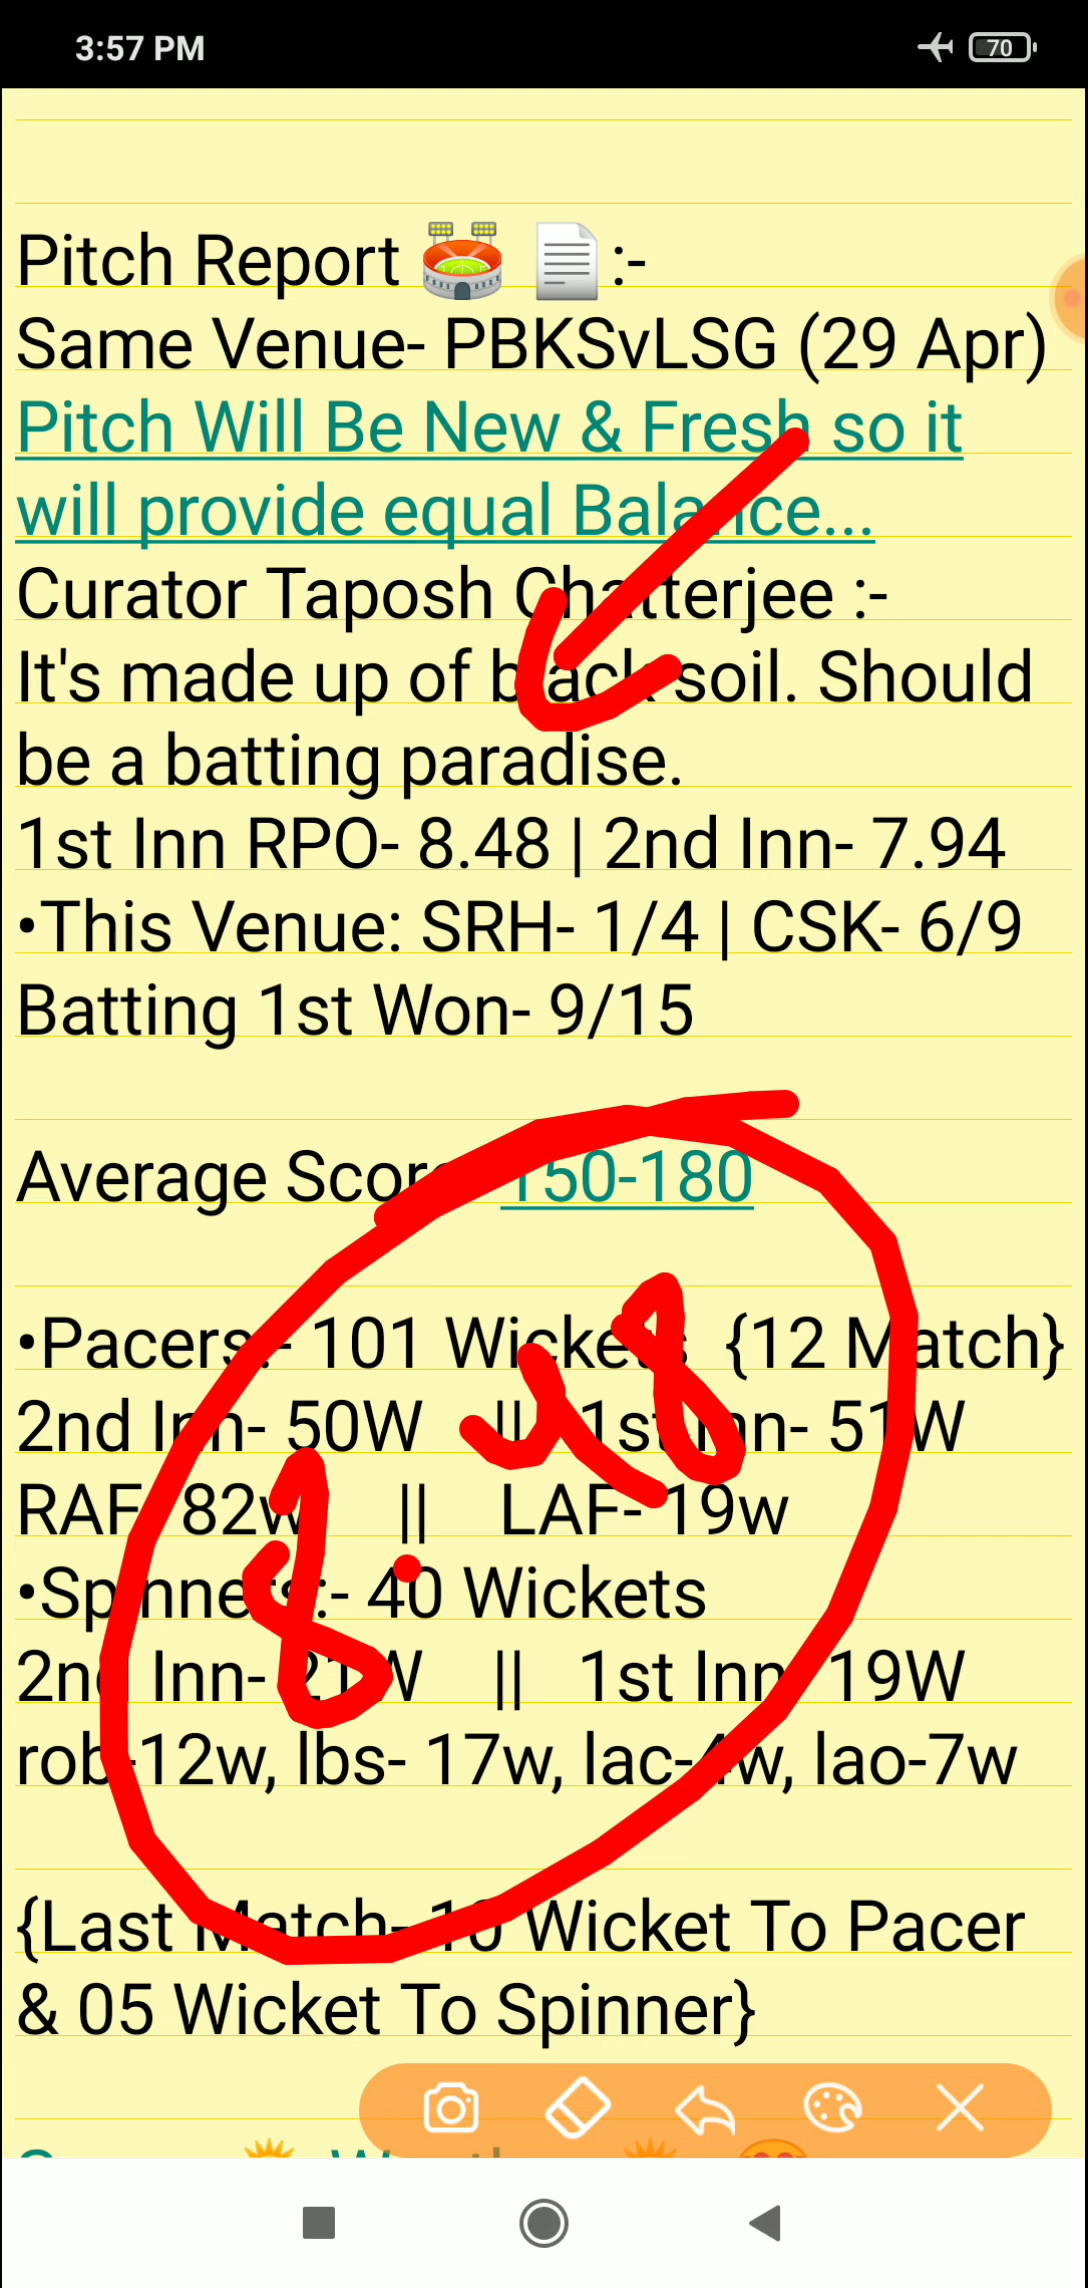 3:57 PM
70
Pitch Report 🏟️ 📄 :-
Same Venue- PBKSvLSG (29 Apr)
Pitch Will Be New & Fresh so it
will provide equal Balance...
Curator Taposh Chatterjee :-
It's made up of black soil. Should
be a batting paradise.
1st Inn RPO- 8.48 | 2nd Inn- 7.94
•This Venue: SRH- 1/4 | CSK- 6/9
Batting 1st Won- 9/15
Average Score 150-180
•Pacers:- 101 Wickets {12 Match}
2nd Inn- 50W || 1st Inn- 51W
RAF- 82w || LAF- 19w
•Spinners:- 40 Wickets
2nd Inn- 21W || 1st Inn- 19W
rob-12w, lbs- 17w, lac-4w, lao-7w
{Last Match- 10 Wicket To Pacer
& 05 Wicket To Spinner}